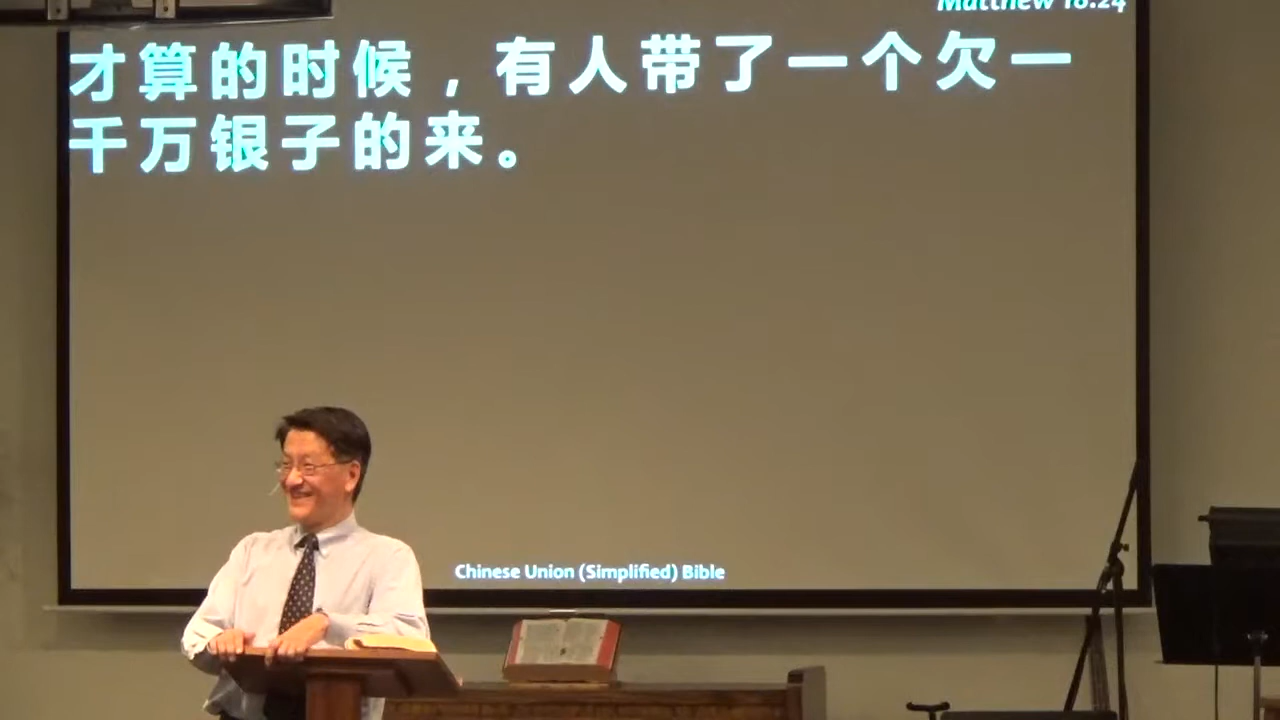 Matthew 18:24
才算的时候，有人带了一个欠一
千万银子的来。
Chinese Union (Simplified) Bible